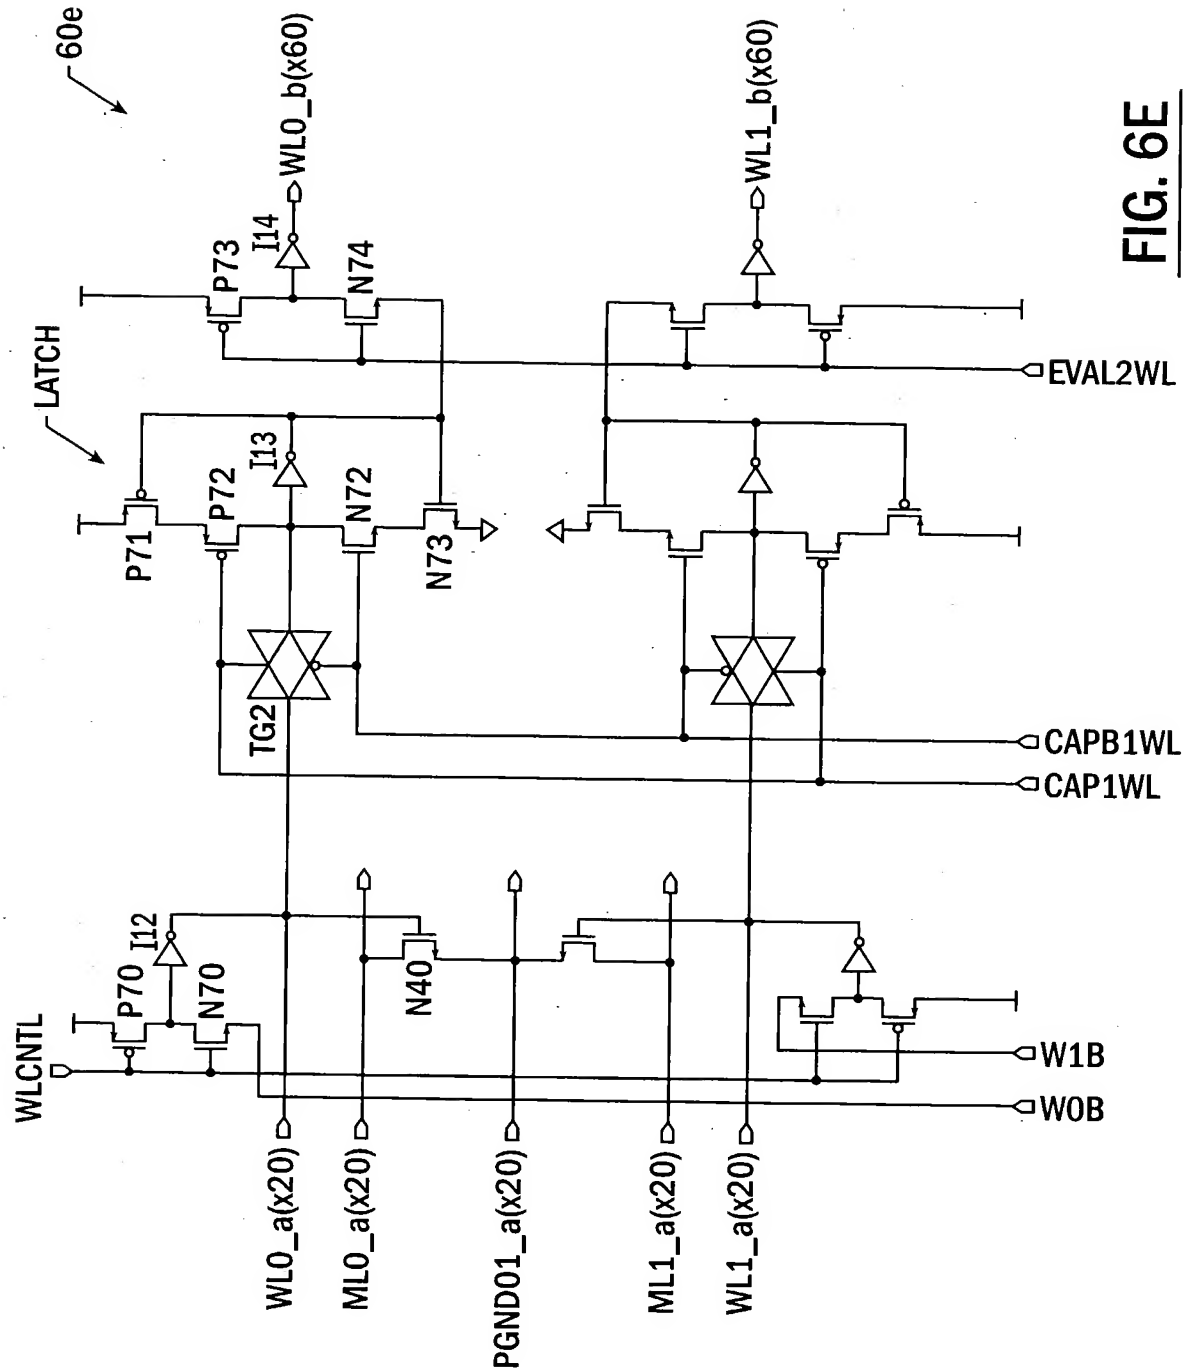 60e
LATCH
WLCNTL
P70
I12
N70
P71
P72
I13
N72
N73
P73
I14
N74
WL0_b(x60)
TG2
N40
WL0_a(x20)
ML0_a(x20)
PGND01_a(x20)
ML1_a(x20)
WL1_a(x20)
WL1_b(x60)
W1B
W0B
CAPB1WL
CAP1WL
EVAL2WL
FIG. 6E